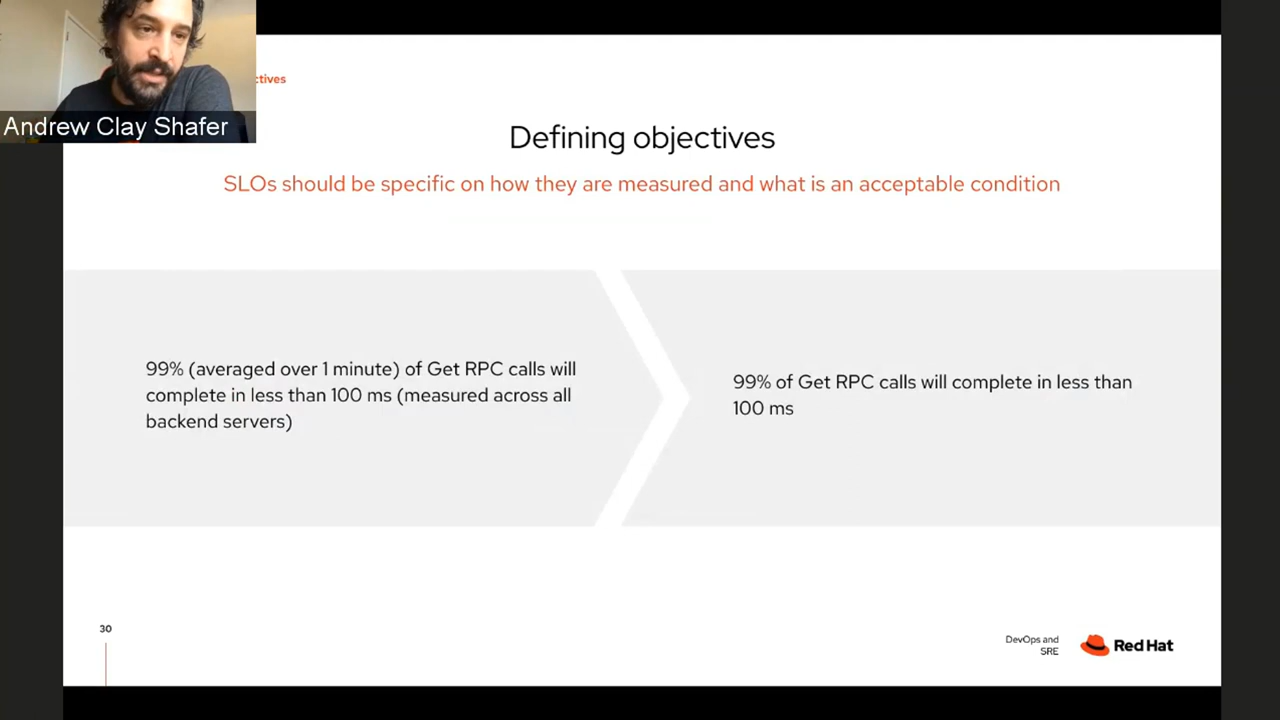 Andrew Clay Shafer
Defining objectives
SLOs should be specific on how they are measured and what is an acceptable condition
99% (averaged over 1 minute) of Get RPC calls will
complete in less than 100 ms (measured across all
backend servers)
99% of Get RPC calls will complete in less than
100 ms
30
DevOps and
SRE
Red Hat